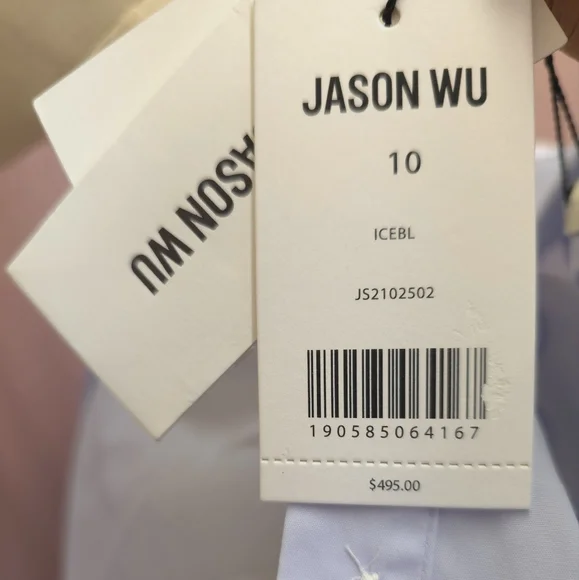 JASON WU
10
ICEBL
JS2102502
190585064167
$495.00
JASON WU